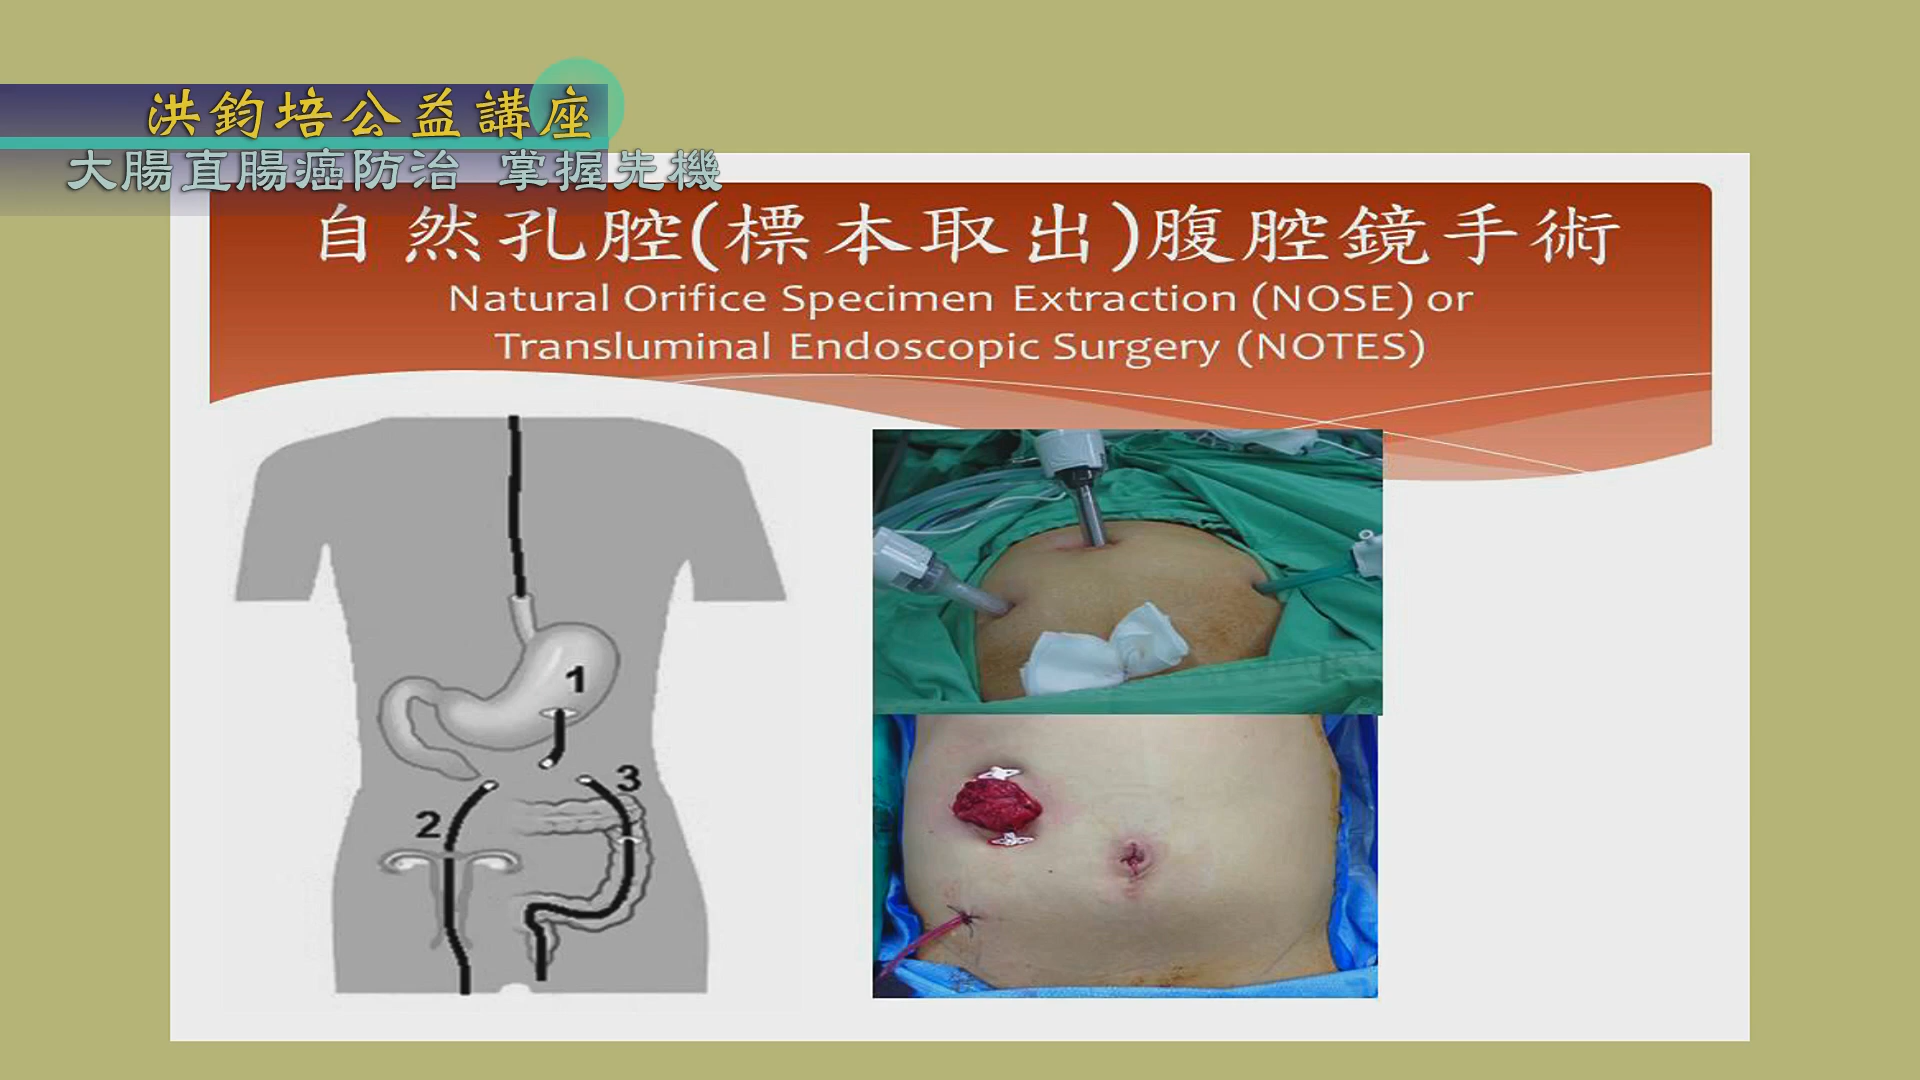 洪鈞培公益講座
大腸直腸癌防治 掌握先機
自然孔腔(標本取出)腹腔鏡手術
Natural Orifice Specimen Extraction (NOSE) or
Transluminal Endoscopic Surgery (NOTES)
1
2
3